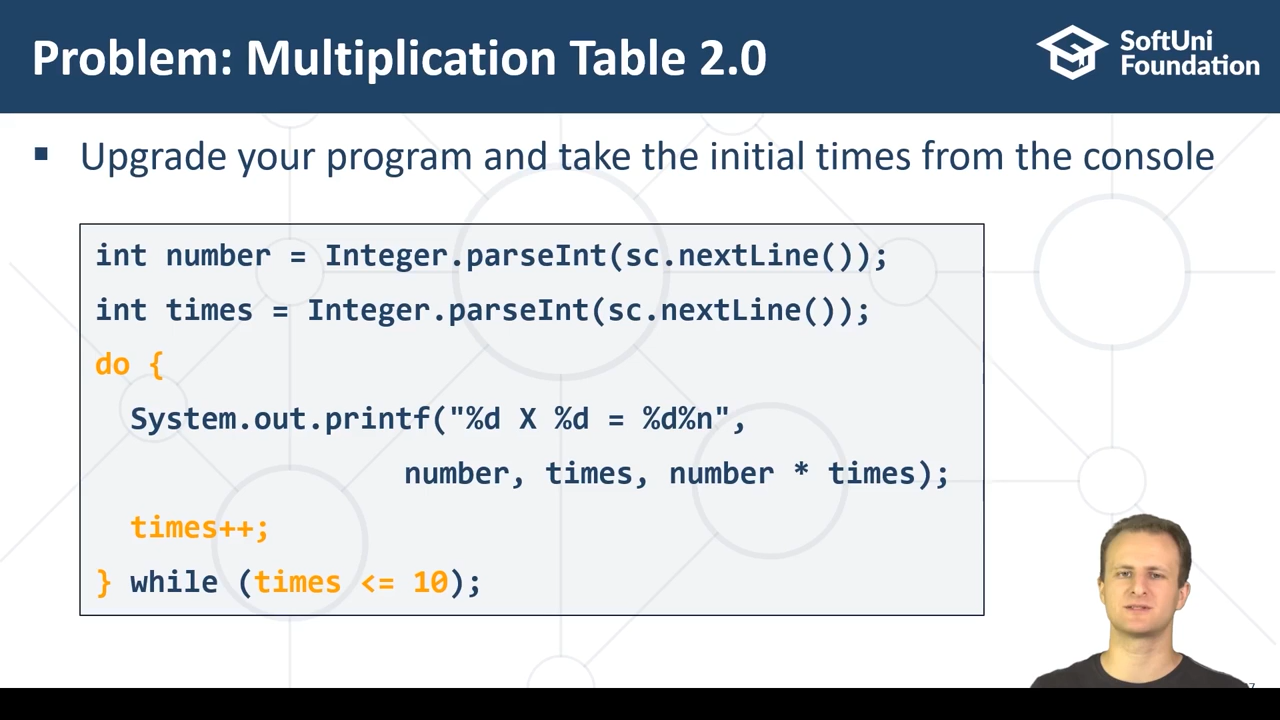 Problem: Multiplication Table 2.0
SoftUni
Foundation
▪ Upgrade your program and take the initial times from the console
int number = Integer.parseInt(sc.nextLine());
int times = Integer.parseInt(sc.nextLine());
do {
System.out.printf("%d X %d = %d%n",
number, times, number * times);
times++;
} while (times <= 10);